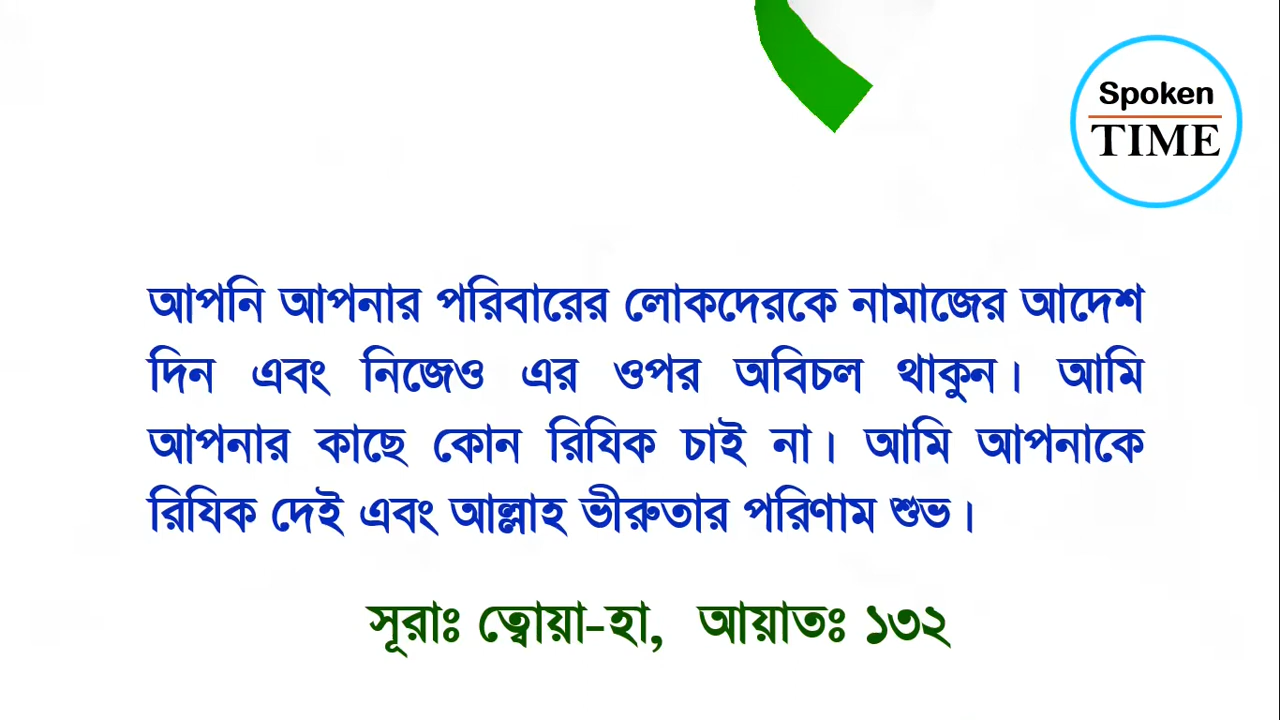 Spoken
TIME
আপনি আপনার পরিবারের লোকদেরকে নামাজের আদেশ
দিন এবং নিজেও এর ওপর অবিচল থাকুন। আমি
আপনার কাছে কোন রিযিক চাই না। আমি আপনাকে
রিযিক দেই এবং আল্লাহ ভীরুতার পরিণাম শুভ।
সূরাঃ ত্বোয়া-হা, আয়াতঃ ১৩২